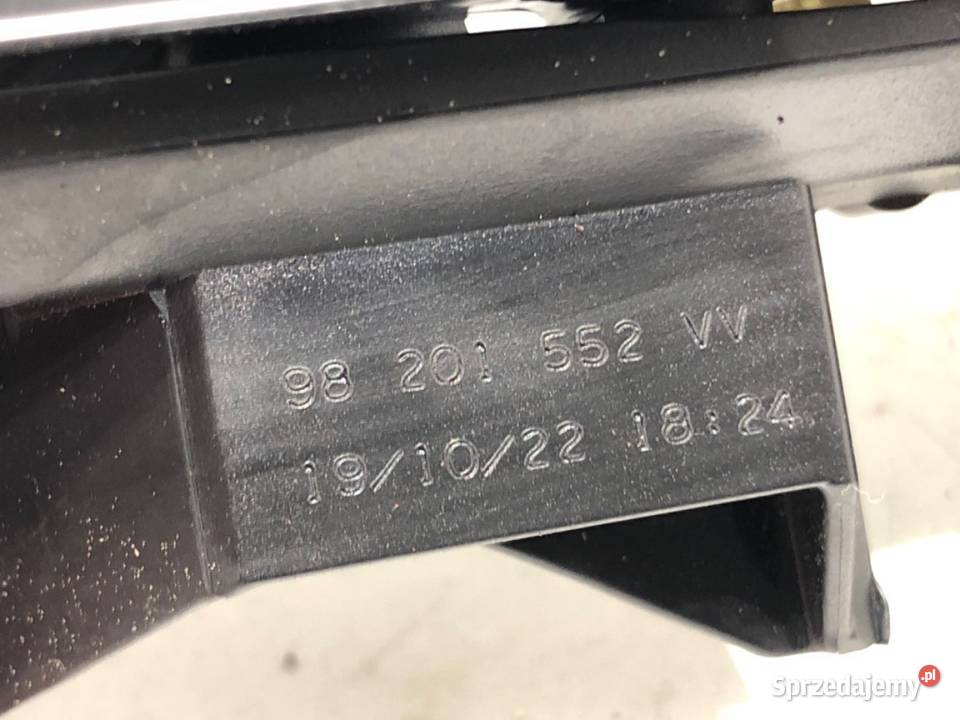 98 201 552 VV
19/10/22 18:24
Sprzedajemy.pl